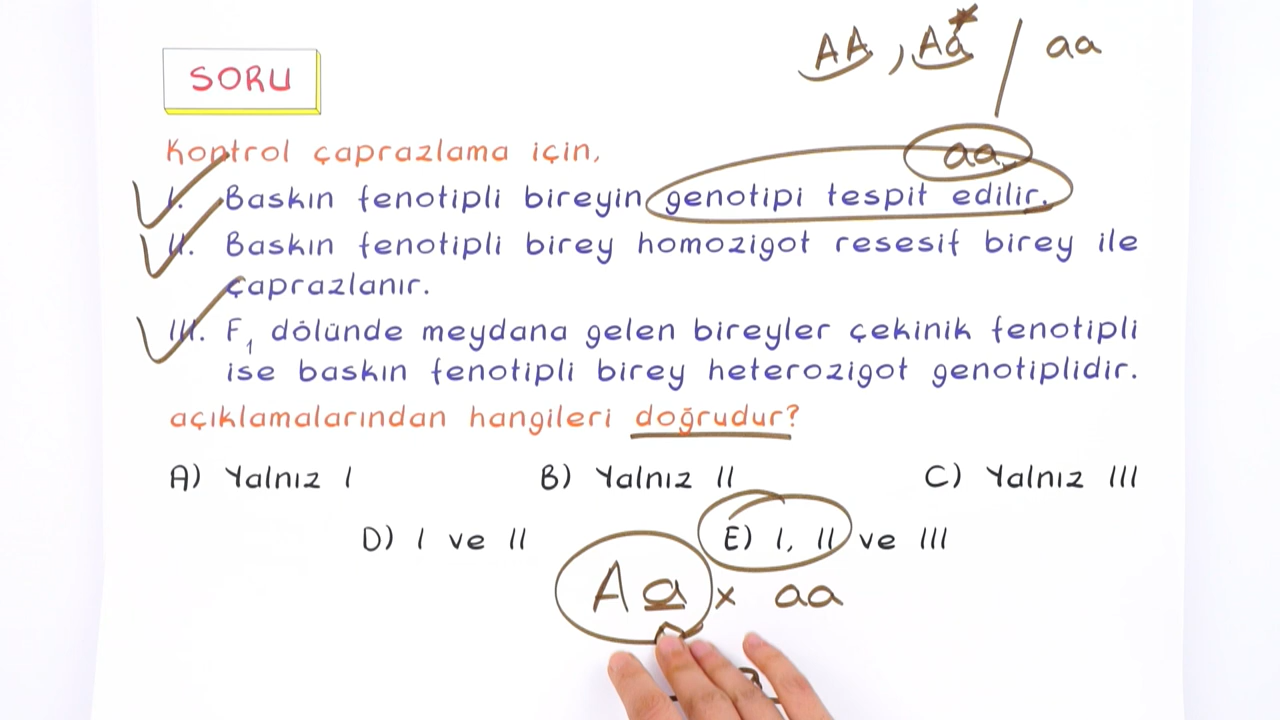 AA, Aa* / aa
SORU
Kontrol çaprazlama için,
aa
I. Baskın fenotipli bireyin genotipi tespit edilir.
II. Baskın fenotipli birey homozigot resesif birey ile
çaprazlanır.
III. F1 dölünde meydana gelen bireyler çekinik fenotipli
ise baskın fenotipli birey heterozigot genotiplidir.
açıklamalarından hangileri doğrudur?
A) Yalnız I B) Yalnız II C) Yalnız III
D) I ve II E) I, II ve III
Aa x aa